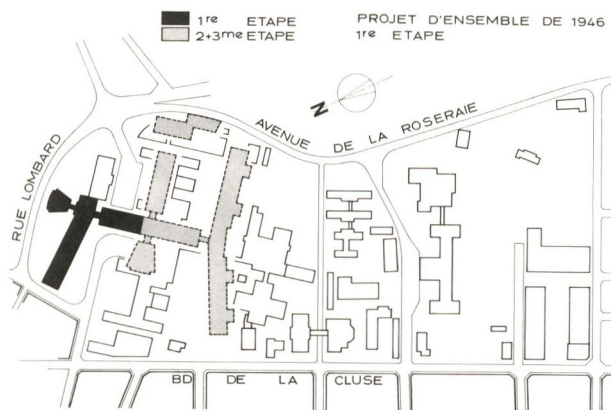 1re ETAPE
2+3me ETAPE
PROJET D'ENSEMBLE DE 1946
1re ETAPE
N
AVENUE DE LA ROSERAIE
RUE LOMBARD
BD DE LA CLUSE